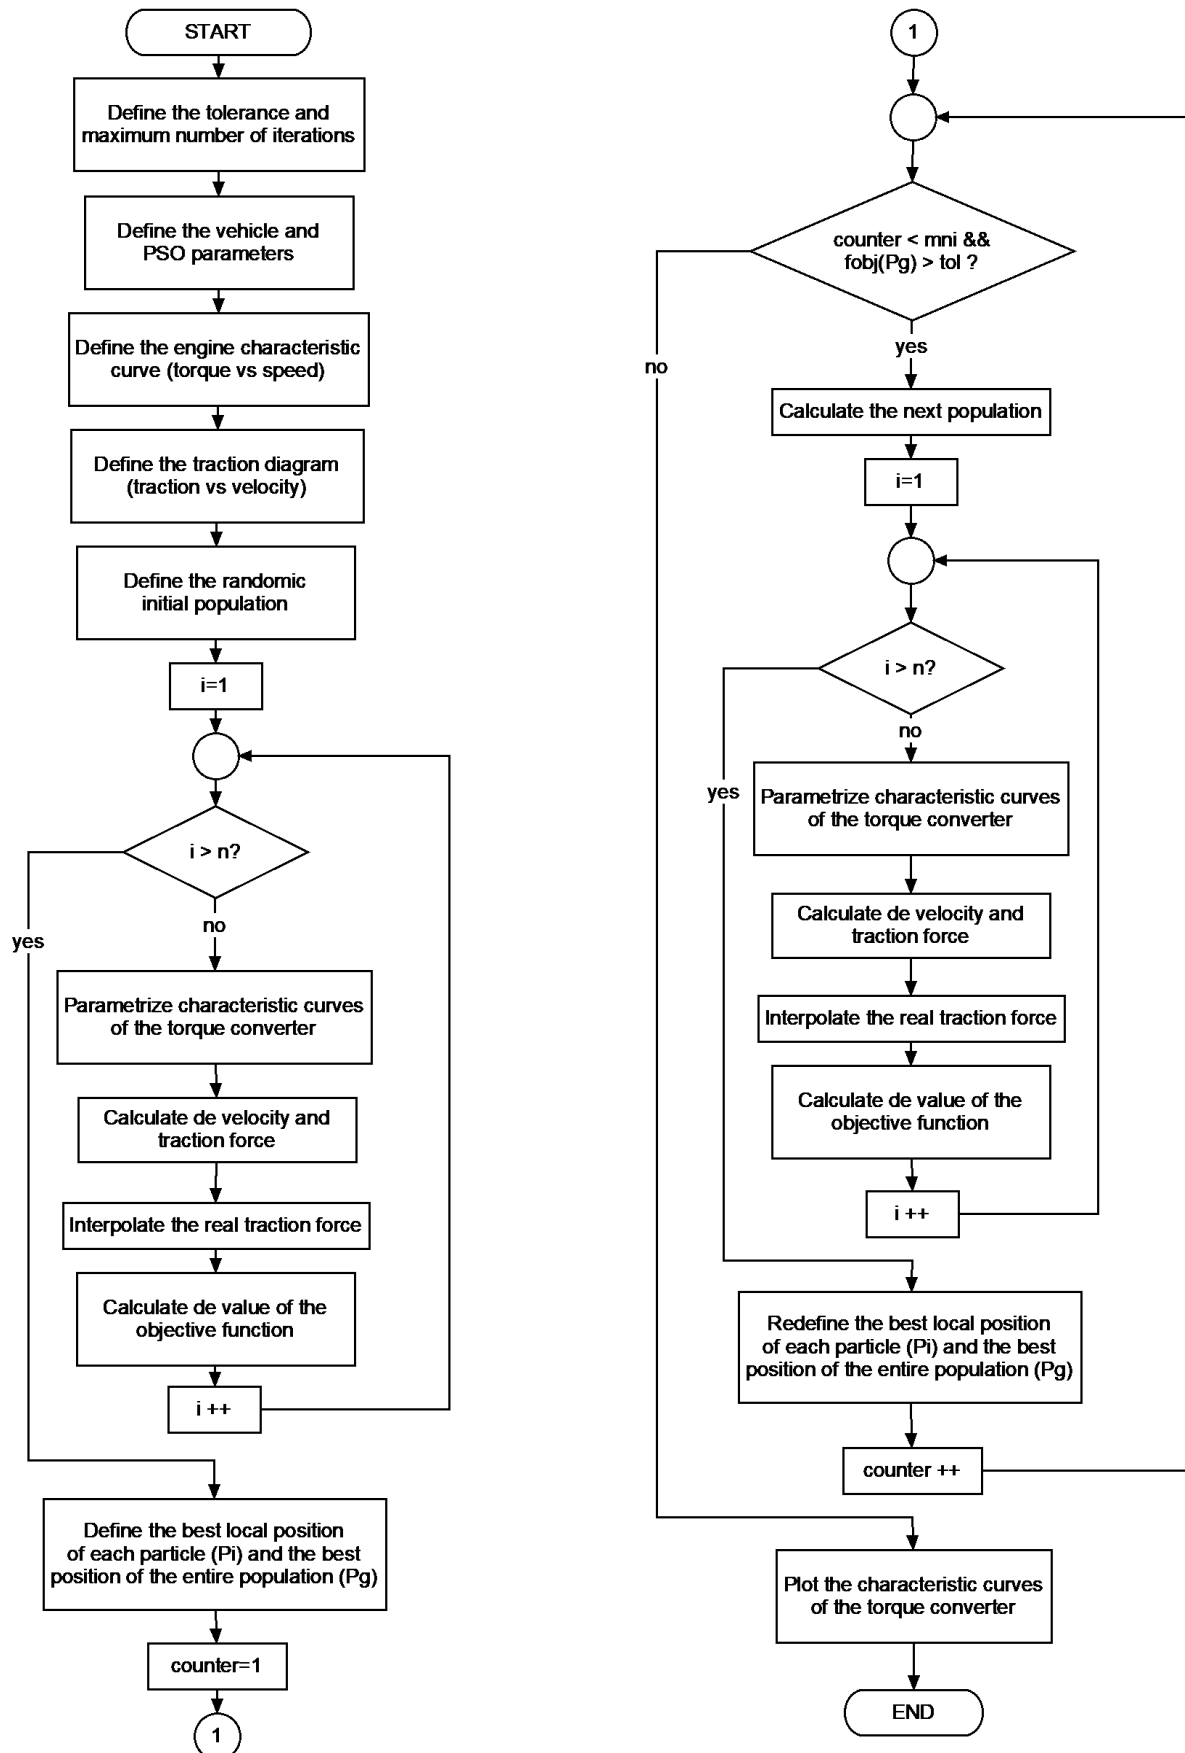 START
Define the tolerance and
maximum number of iterations
Define the vehicle and
PSO parameters
Define the engine characteristic
curve (torque vs speed)
Define the traction diagram
(traction vs velocity)
Define the randomic
initial population
i=1
i > n?
yes
no
Parametrize characteristic curves
of the torque converter
Calculate de velocity and
traction force
Interpolate the real traction force
Calculate de value of the
objective function
i ++
Define the best local position
of each particle (Pi) and the best
position of the entire population (Pg)
counter=1
1
1
counter < mni &&
fobj(Pg) > tol ?
no
yes
Calculate the next population
i=1
i > n?
no
yes
Parametrize characteristic curves
of the torque converter
Calculate de velocity and
traction force
Interpolate the real traction force
Calculate de value of the
objective function
i ++
Redefine the best local position
of each particle (Pi) and the best
position of the entire population (Pg)
counter ++
Plot the characteristic curves
of the torque converter
END